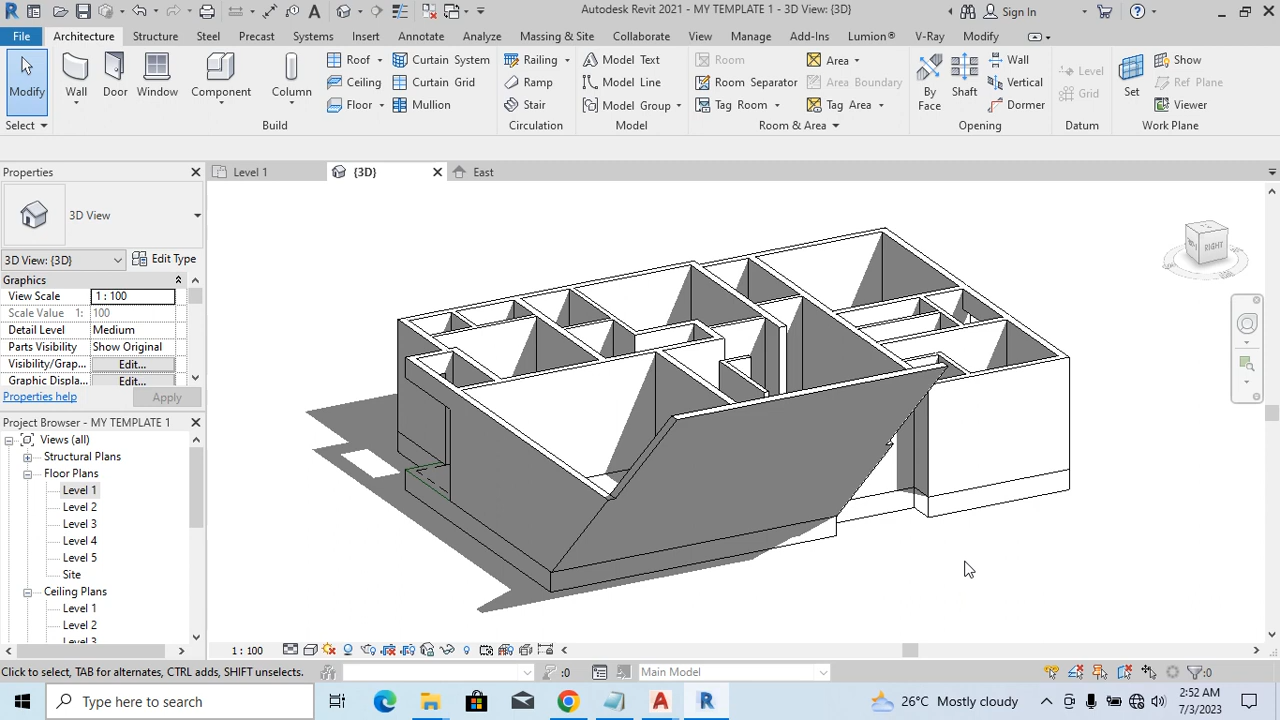 Autodesk Revit 2021 - MY TEMPLATE 1 - 3D View: {3D}
Sign In
File Architecture Structure Steel Precast Systems Insert Annotate Analyze Massing & Site Collaborate View Manage Add-Ins Lumion® V-Ray Modify
Modify
Select
Wall
Door
Window
Component
Column
Roof
Ceiling
Floor
Curtain System
Curtain Grid
Mullion
Build
Railing
Ramp
Stair
Circulation
Model Text
Model Line
Model Group
Model
Room
Room Separator
Tag Room
Area
Area Boundary
Tag Area
Room & Area
By
Face
Shaft
Wall
Vertical
Dormer
Opening
Level
Grid
Datum
Set
Show
Ref Plane
Viewer
Work Plane
Properties
Level 1
{3D}
East
3D View
3D View: {3D}
Edit Type
Graphics
View Scale 1 : 100
Scale Value 1: 100
Detail Level Medium
Parts Visibility Show Original
Visibility/Grap... Edit...
Graphic Displa... Edit...
Properties help
Apply
Project Browser - MY TEMPLATE 1
Views (all)
Structural Plans
Floor Plans
Level 1
Level 2
Level 3
Level 4
Level 5
Site
Ceiling Plans
Level 1
Level 2
Level 3
RIGHT
1 : 100
Click to select, TAB for alternates, CTRL adds, SHIFT unselects.
:0
Main Model
:0
Type here to search
26°C Mostly cloudy
2:52 AM
7/3/2023